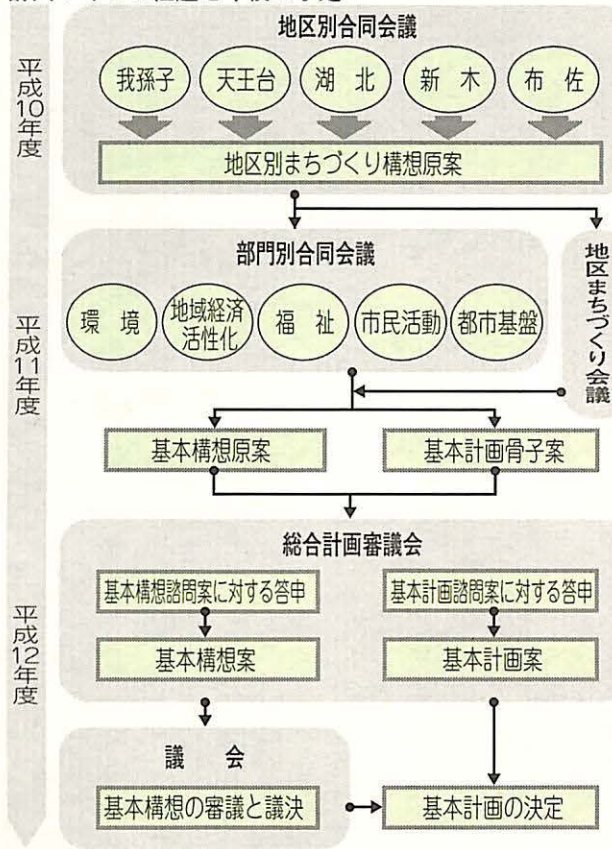 地区別合同会議
平成10年度
我孫子
天王台
湖北
新木
布佐
地区別まちづくり構想原案
部門別合同会議
地区まちづくり会議
平成11年度
環境
地域経済
活性化
福祉
市民活動
都市基盤
基本構想原案
基本計画骨子案
総合計画審議会
平成12年度
基本構想諮問案に対する答申
基本計画諮問案に対する答申
基本構想案
基本計画案
議会
基本構想の審議と議決
基本計画の決定